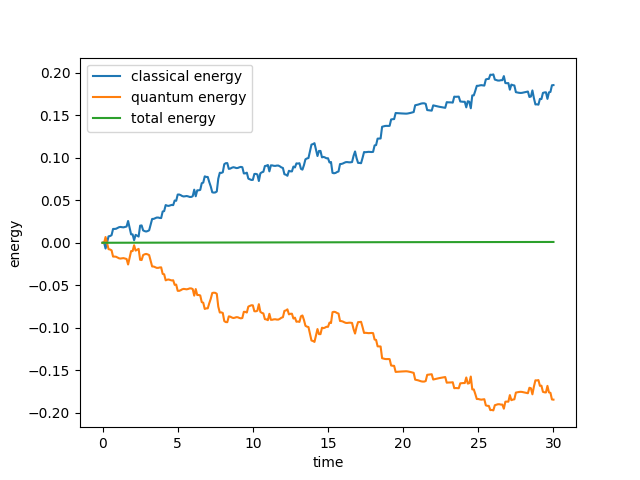 classical energy
quantum energy
total energy
0.20
0.15
0.10
0.05
0.00
−0.05
−0.10
−0.15
−0.20
energy
0 5 10 15 20 25 30
time